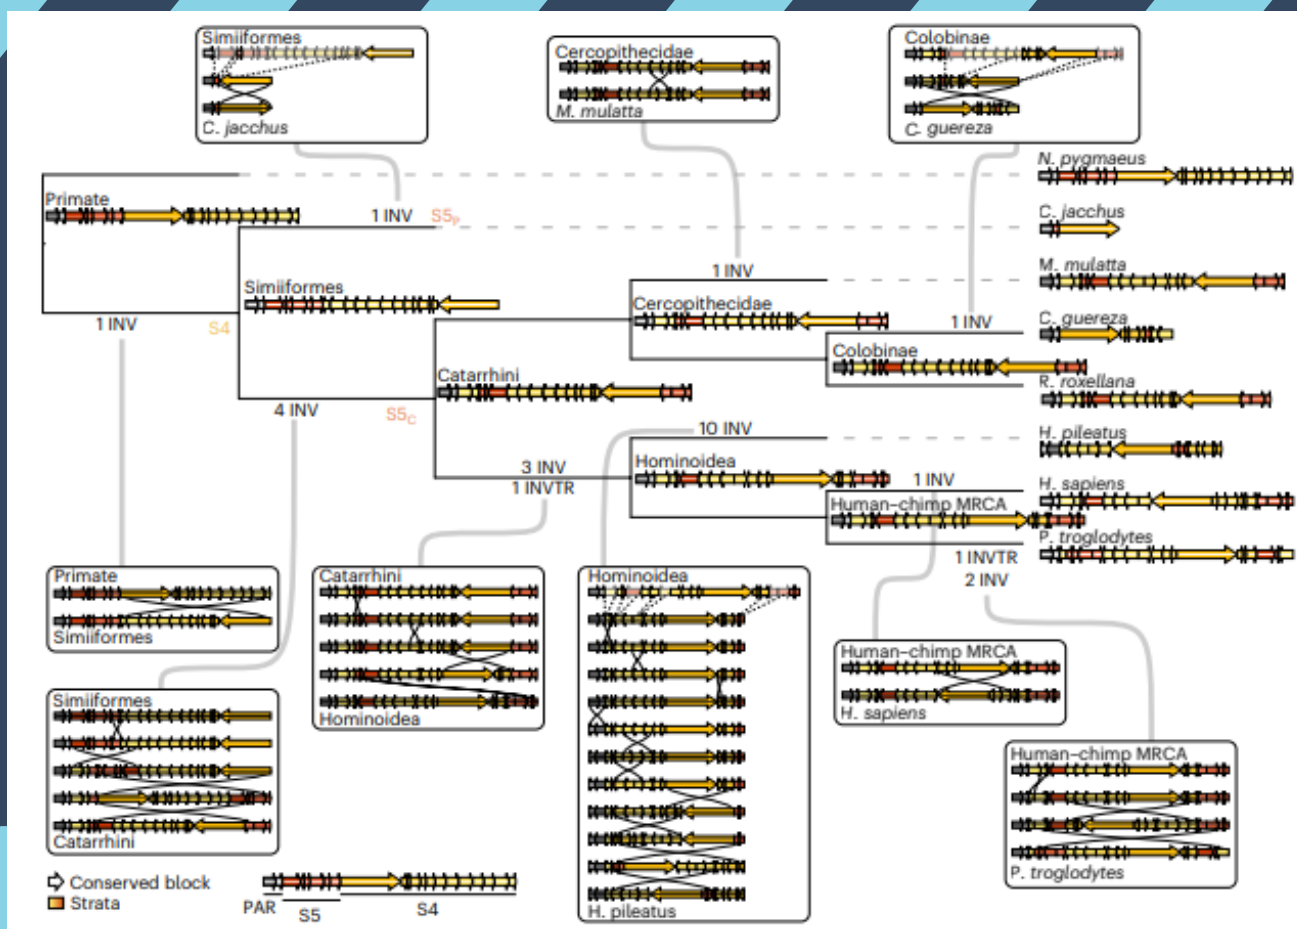 Simiiformes
C. jacchus
Cercopithecidae
M. mulatta
Colobinae
C. guereza
N. pygmaeus
Primate
1 INV
S5P
C. jacchus
M. mulatta
1 INV
Simiiformes
Cercopithecidae
1 INV
C. guereza
1 INV
S4
Colobinae
Catarrhini
R. roxellana
4 INV
S5C
10 INV
H. pileatus
3 INV
1 INVTR
Hominoidea
1 INV
H. sapiens
Human–chimp MRCA
P. troglodytes
1 INVTR
2 INV
Primate
Simiiformes
Catarrhini
Hominoidea
Hominoidea
H. pileatus
Human–chimp MRCA
H. sapiens
Simiiformes
Catarrhini
Human–chimp MRCA
P. troglodytes
Conserved block
Strata
PAR
S5
S4